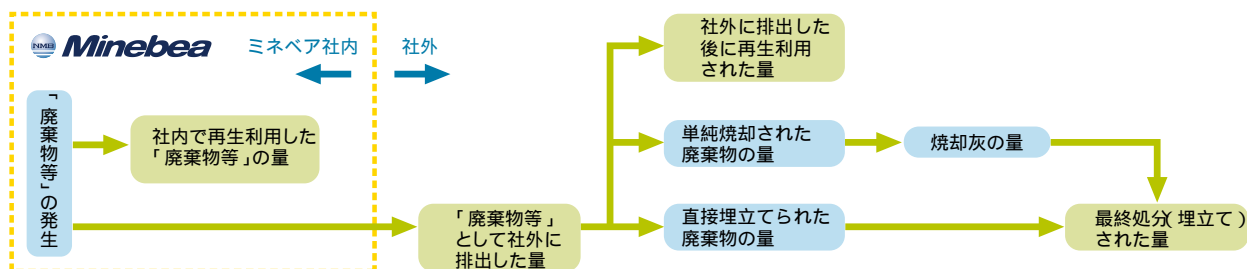 NMB Minebea
ミネベア社内
社外
「廃棄物等」の発生
社内で再生利用した
「廃棄物等」の量
「廃棄物等」
として社外に
排出した量
社外に排出した
後に再生利用
された量
単純焼却された
廃棄物の量
焼却灰の量
直接埋立てられた
廃棄物の量
最終処分(埋立て)
された量